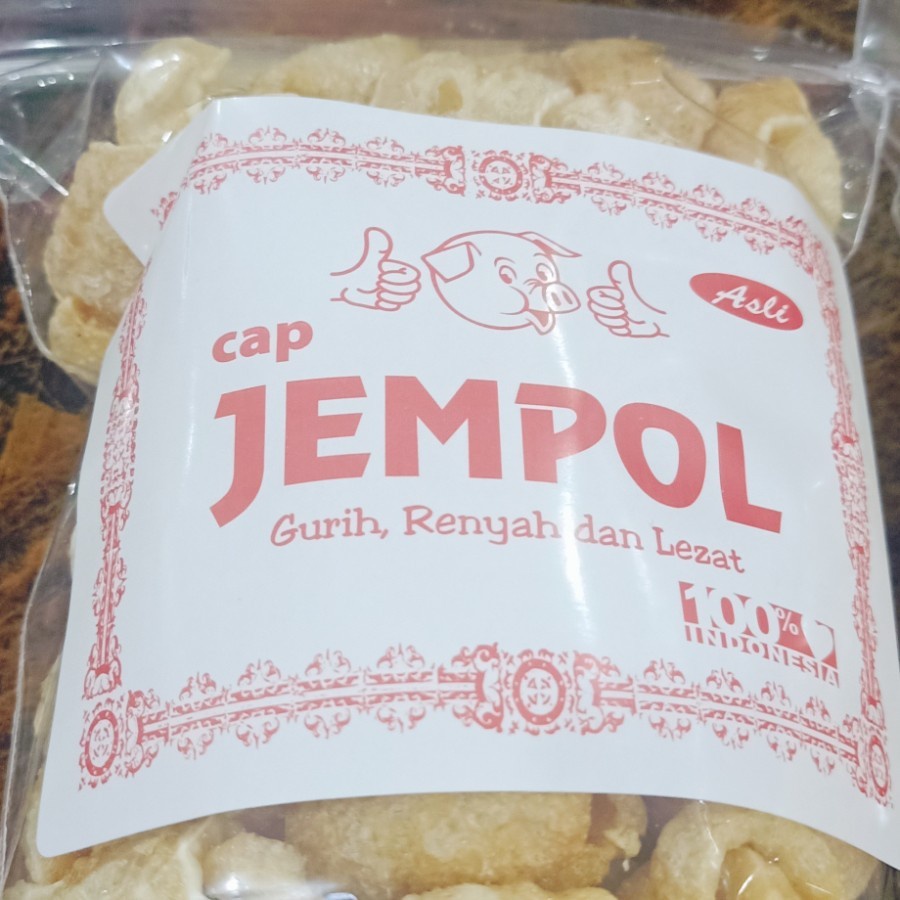 Asli
cap
JEMPOL
Gurih, Renyah dan Lezat
100%
INDONESIA